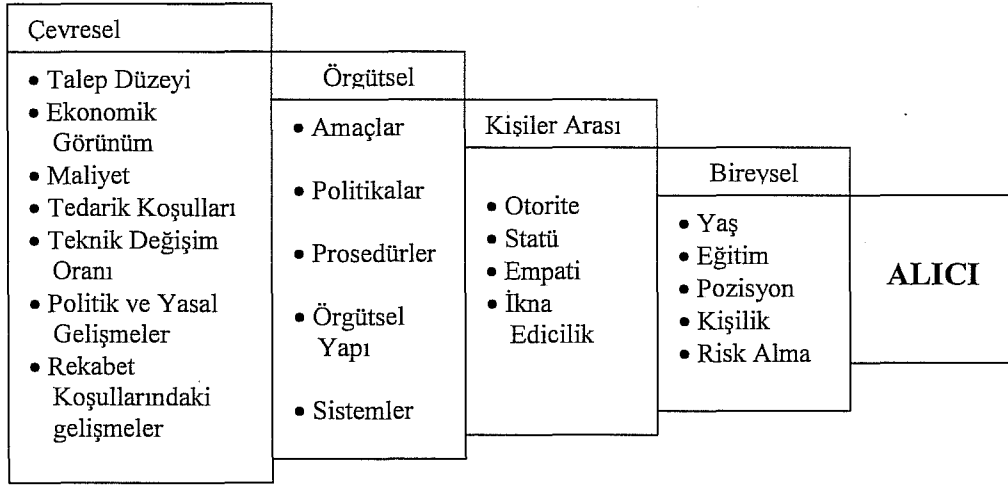 Çevresel
• Talep Düzeyi
• Ekonomik
Görünüm
• Maliyet
• Tedarik Koşulları
• Teknik Değişim
Oranı
• Politik ve Yasal
Gelişmeler
• Rekabet
Koşullarındaki
gelişmeler
Örgütsel
• Amaçlar
• Politikalar
• Prosedürler
• Örgütsel
Yapı
• Sistemler
Kişiler Arası
• Otorite
• Statü
• Empati
• İkna
Edicilik
Bireysel
• Yaş
• Eğitim
• Pozisyon
• Kişilik
• Risk Alma
ALICI